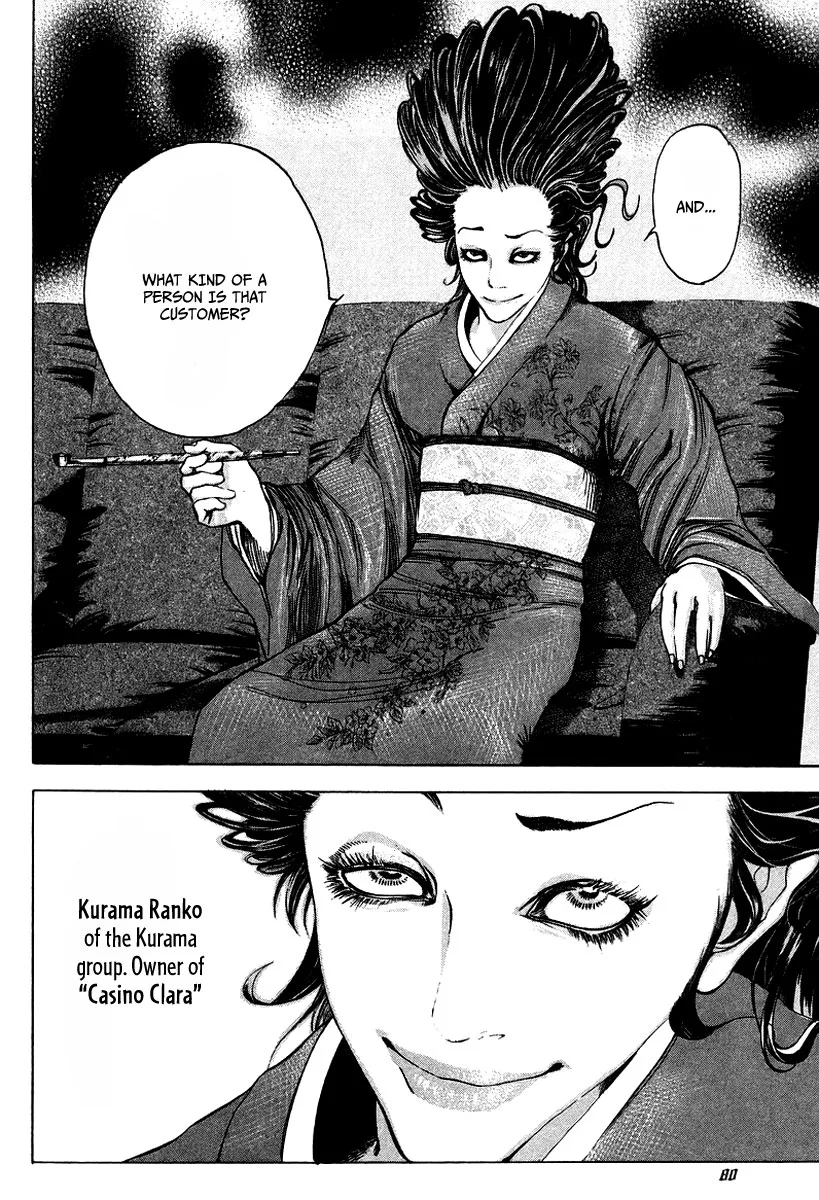 AND...
WHAT KIND OF A
PERSON IS THAT
CUSTOMER?
Kurama Ranko
of the Kurama
group. Owner of
“Casino Clara”
80